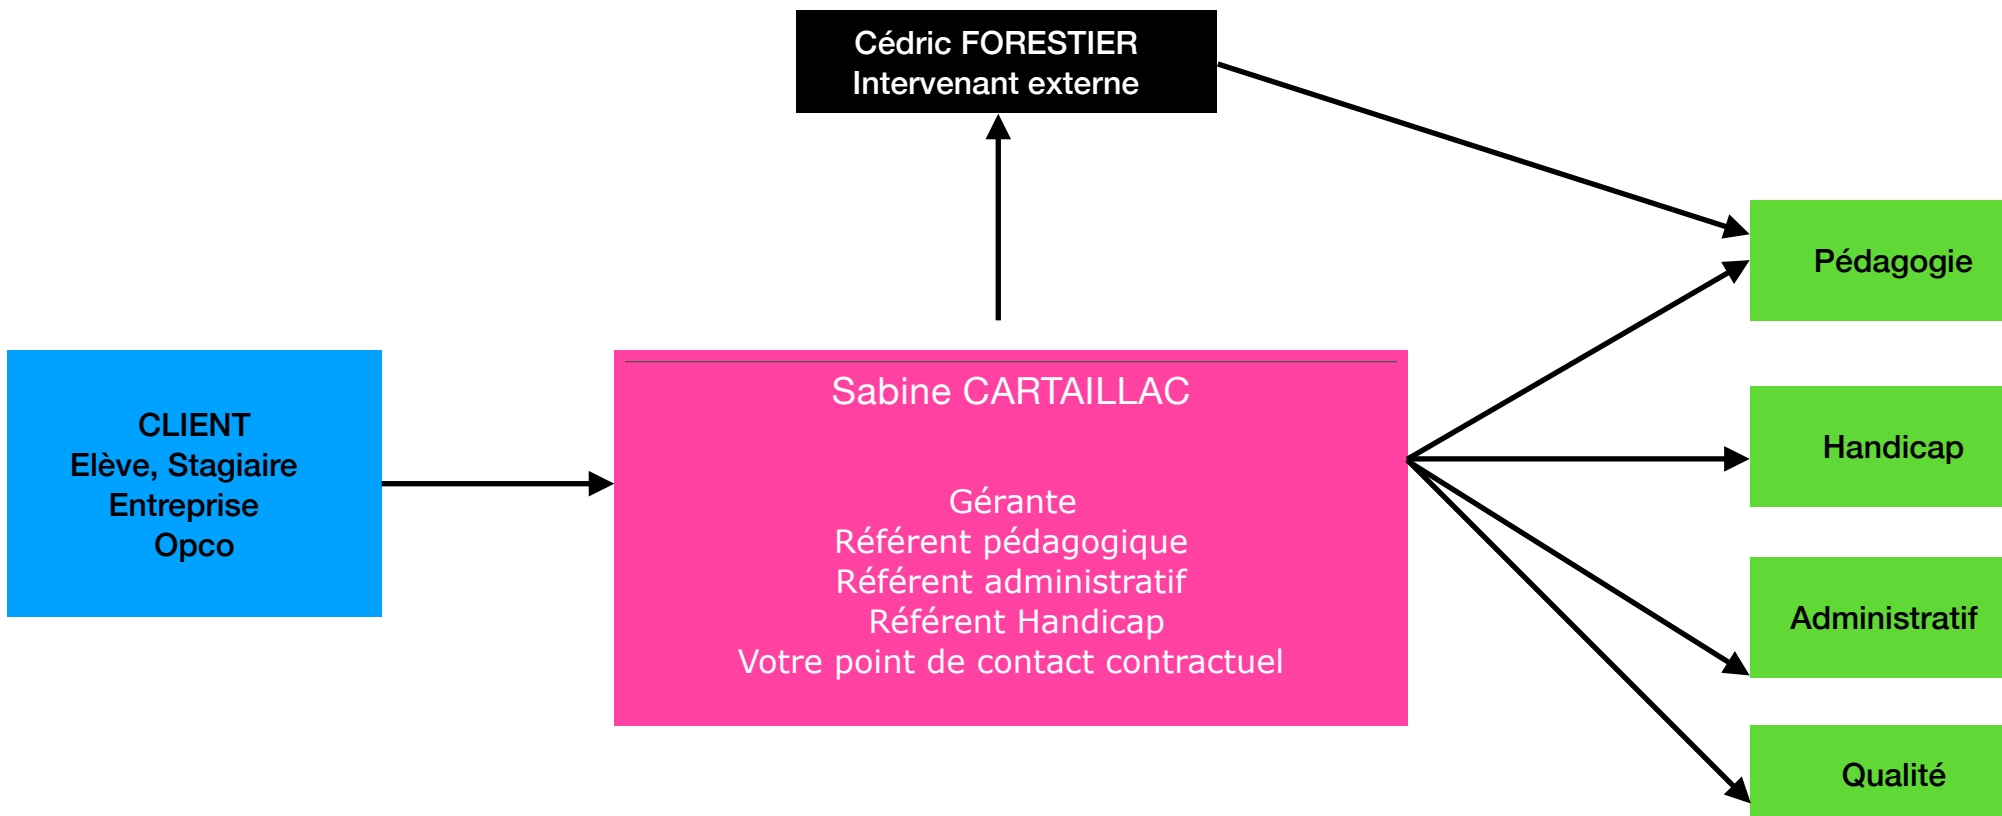 Cédric FORESTIER
Intervenant externe
CLIENT
Elève, Stagiaire
Entreprise
Opco
Sabine CARTAILLAC
Gérante
Référent pédagogique
Référent administratif
Référent Handicap
Votre point de contact contractuel
Pédagogie
Handicap
Administratif
Qualité